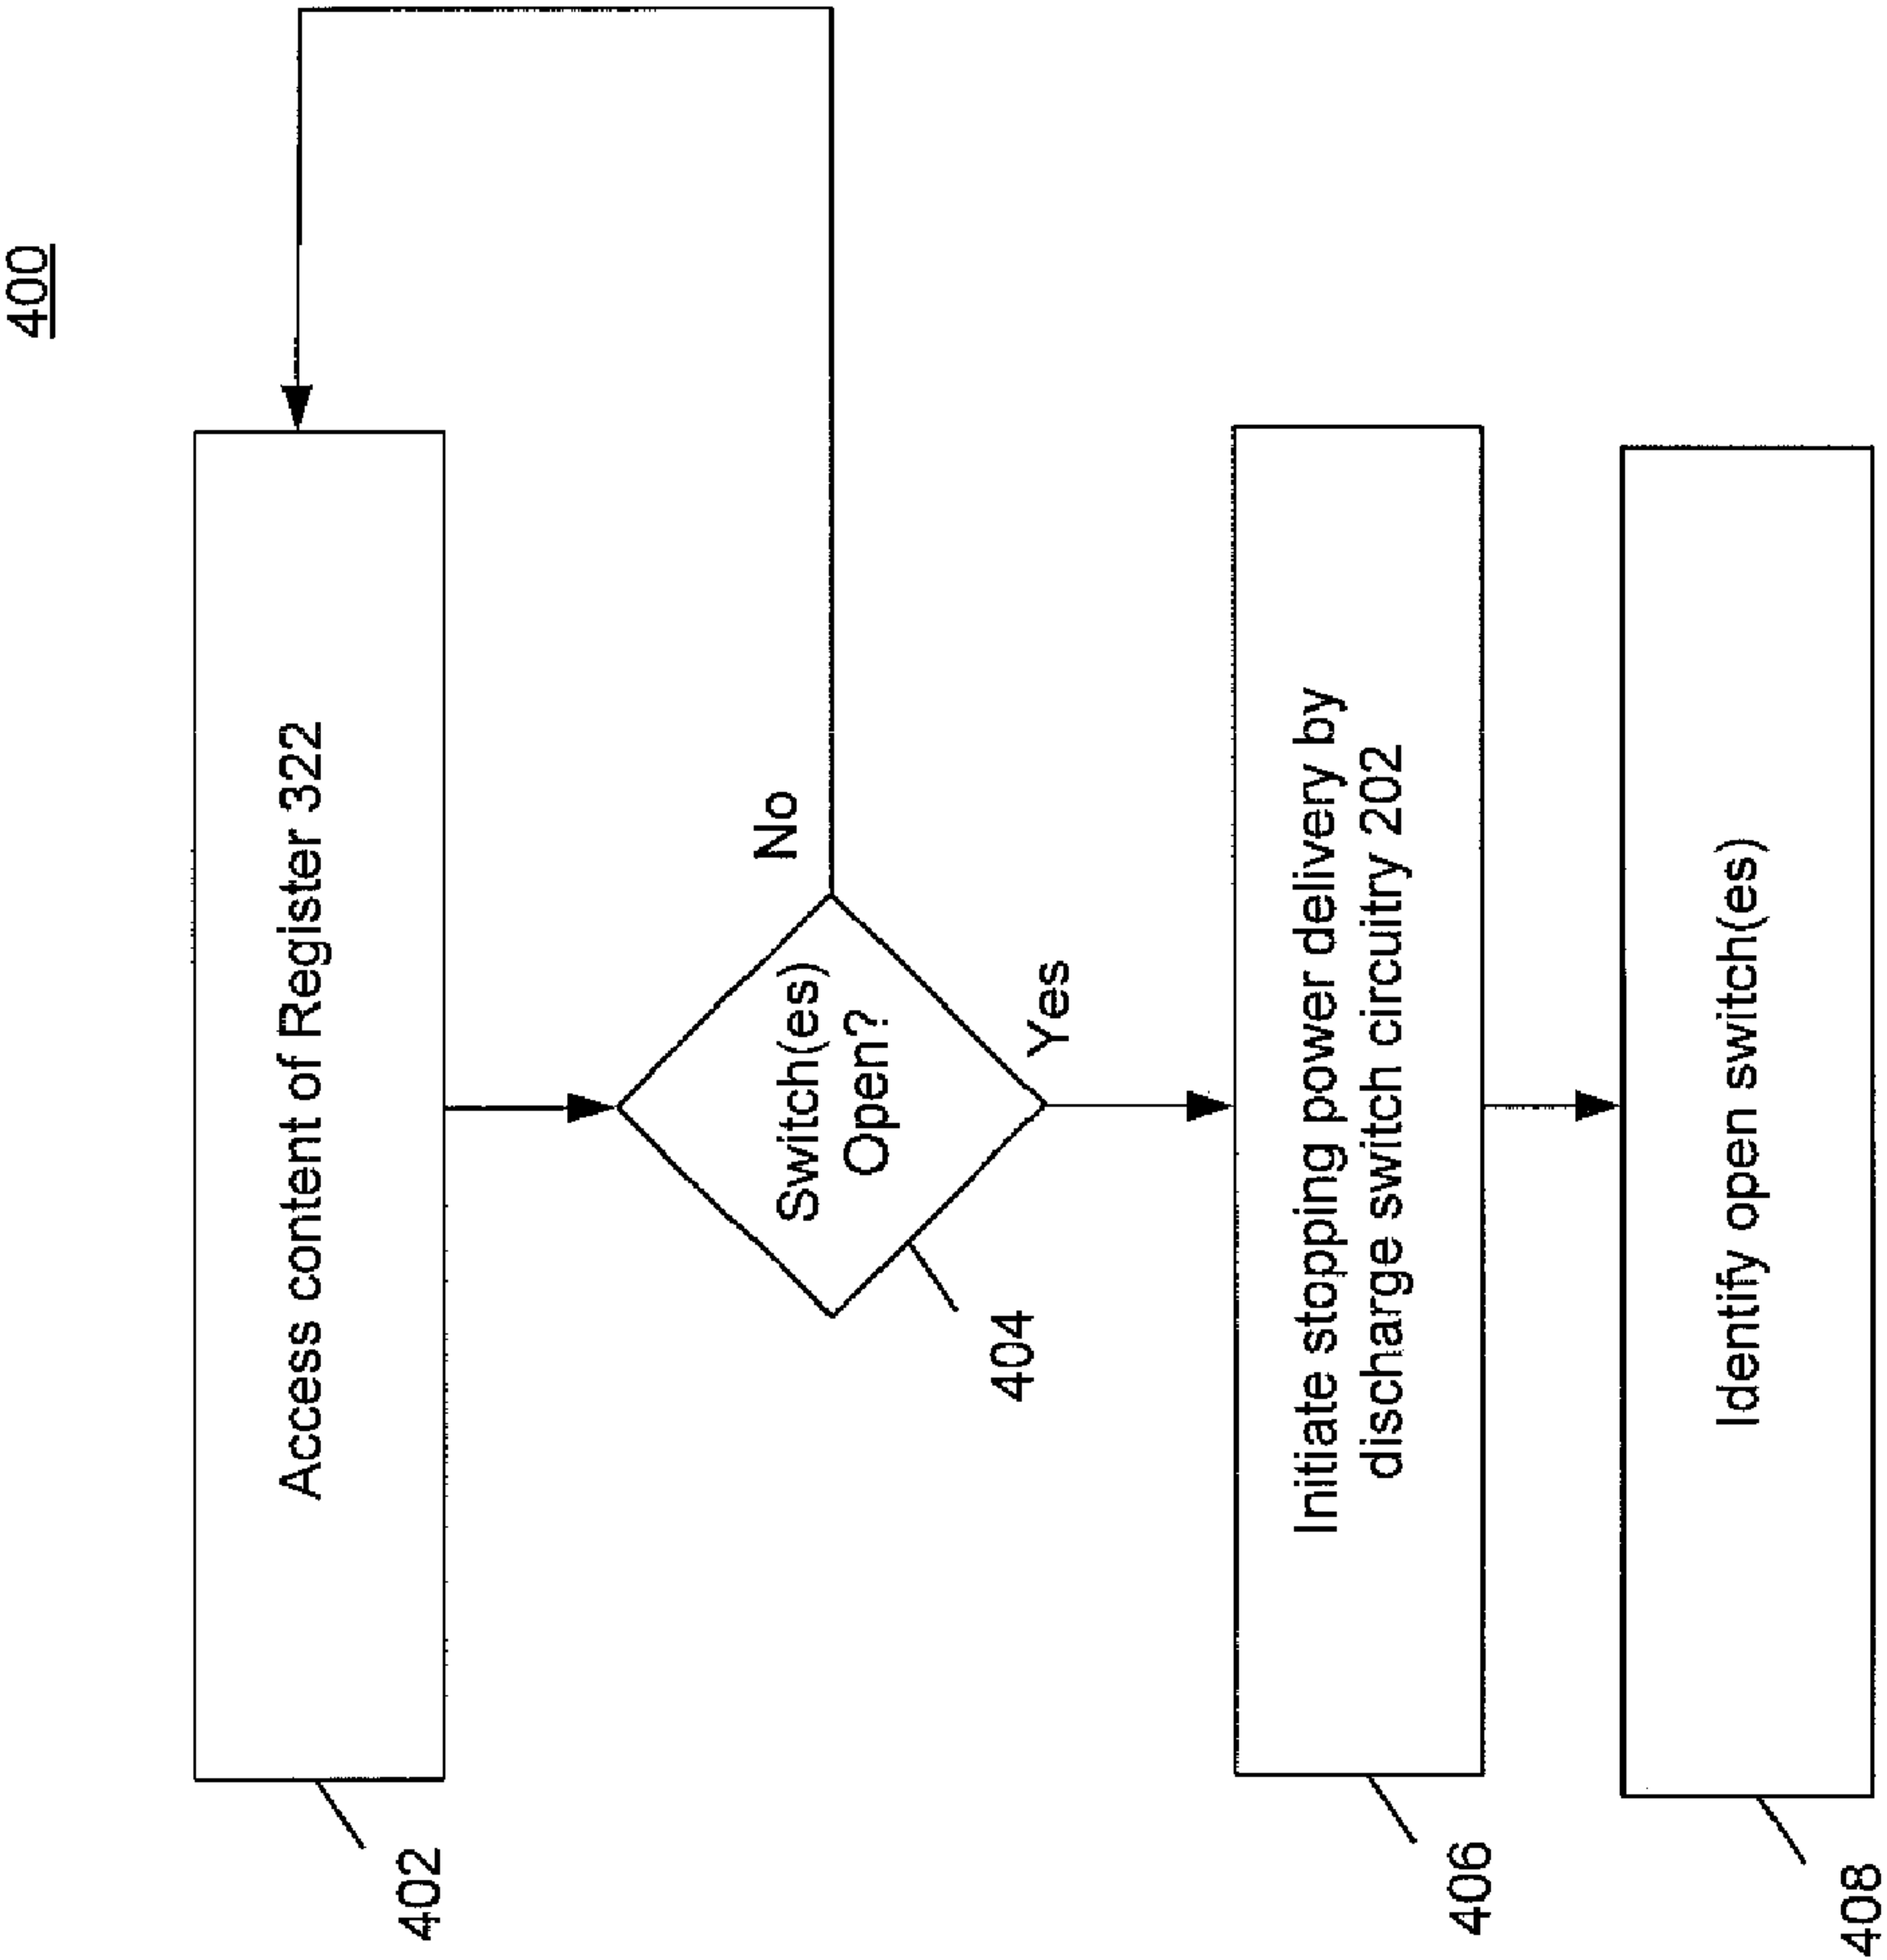 400
Access content of Register 322
402
Switch(es)
Open?
No
Yes
404
Initiate stopping power delivery by
discharge switch circuitry 202
406
Identify open switch(es)
408